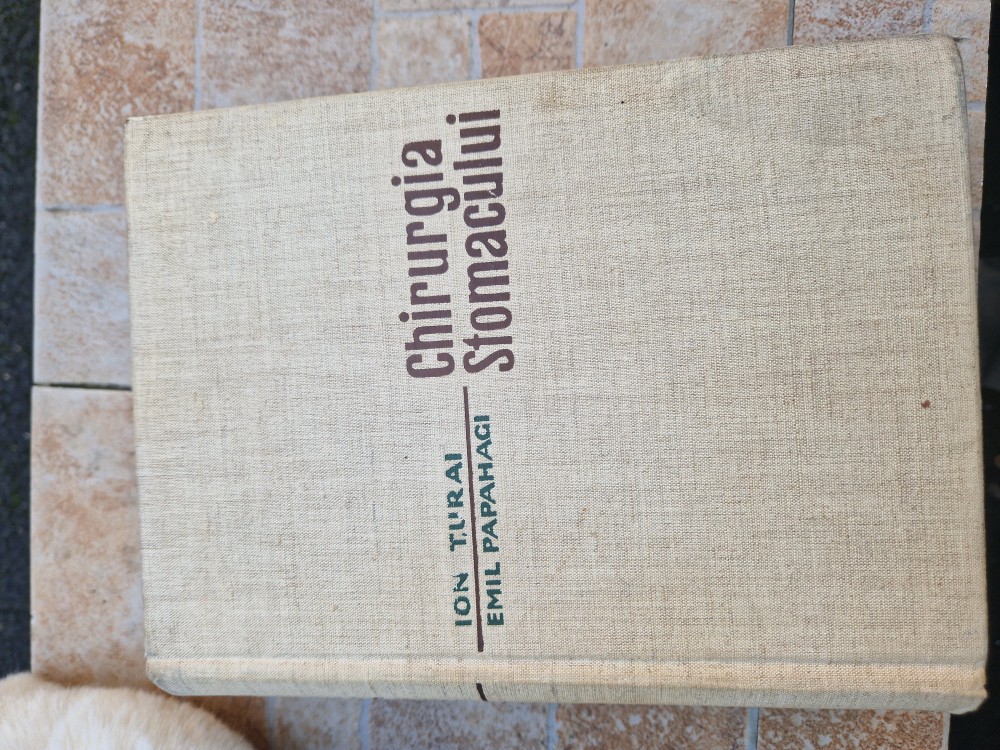 ION TURAI
EMIL PAPAHAGI
Chirurgia
Stomacului